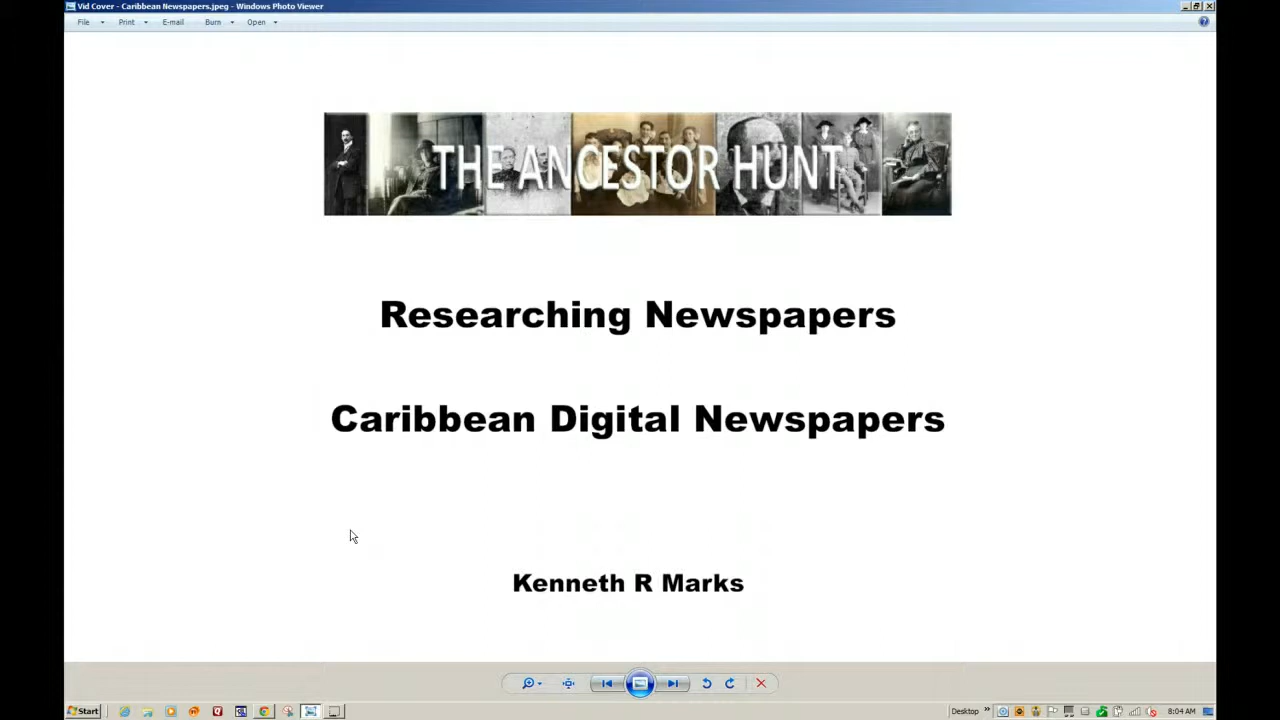 Vid Cover - Caribbean Newspapers.jpeg - Windows Photo Viewer
File Print E-mail Burn Open
THE ANCESTOR HUNT
Researching Newspapers
Caribbean Digital Newspapers
Kenneth R Marks
Start Desktop » 8:04 AM